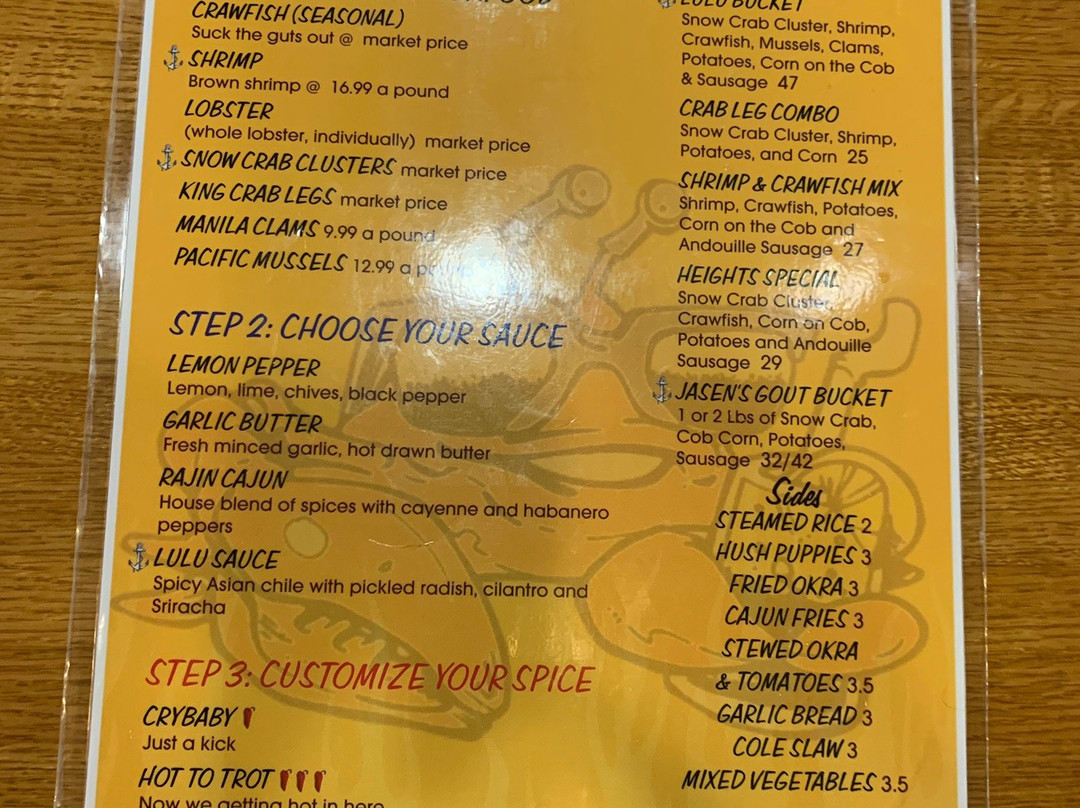 CRAWFISH (SEASONAL)
Suck the guts out @ market price
SHRIMP
Brown shrimp @ 16.99 a pound
LOBSTER
(whole lobster, individually) market price
SNOW CRAB CLUSTERS market price
KING CRAB LEGS market price
MANILA CLAMS 9.99 a pound
PACIFIC MUSSELS 12.99 a pound
STEP 2: CHOOSE YOUR SAUCE
LEMON PEPPER
Lemon, lime, chives, black pepper
GARLIC BUTTER
Fresh minced garlic, hot drawn butter
RAJIN CAJUN
House blend of spices with cayenne and habanero
peppers
LULU SAUCE
Spicy Asian chile with pickled radish, cilantro and
Sriracha
STEP 3: CUSTOMIZE YOUR SPICE
CRYBABY
Just a kick
HOT TO TROT
Now we getting hot in here
LULU BUCKET
Snow Crab Cluster, Shrimp,
Crawfish, Mussels, Clams,
Potatoes, Corn on the Cob
& Sausage 47
CRAB LEG COMBO
Snow Crab Cluster, Shrimp,
Potatoes, and Corn 25
SHRIMP & CRAWFISH MIX
Shrimp, Crawfish, Potatoes,
Corn on the Cob and
Andouille Sausage 27
HEIGHTS SPECIAL
Snow Crab Cluster,
Crawfish, Corn on Cob,
Potatoes and Andouille
Sausage 29
JASEN'S GOUT BUCKET
1 or 2 Lbs of Snow Crab,
Cob Corn, Potatoes,
Sausage 32/42
Sides
STEAMED RICE 2
HUSH PUPPIES 3
FRIED OKRA 3
CAJUN FRIES 3
STEWED OKRA
& TOMATOES 3.5
GARLIC BREAD 3
COLE SLAW 3
MIXED VEGETABLES 3.5